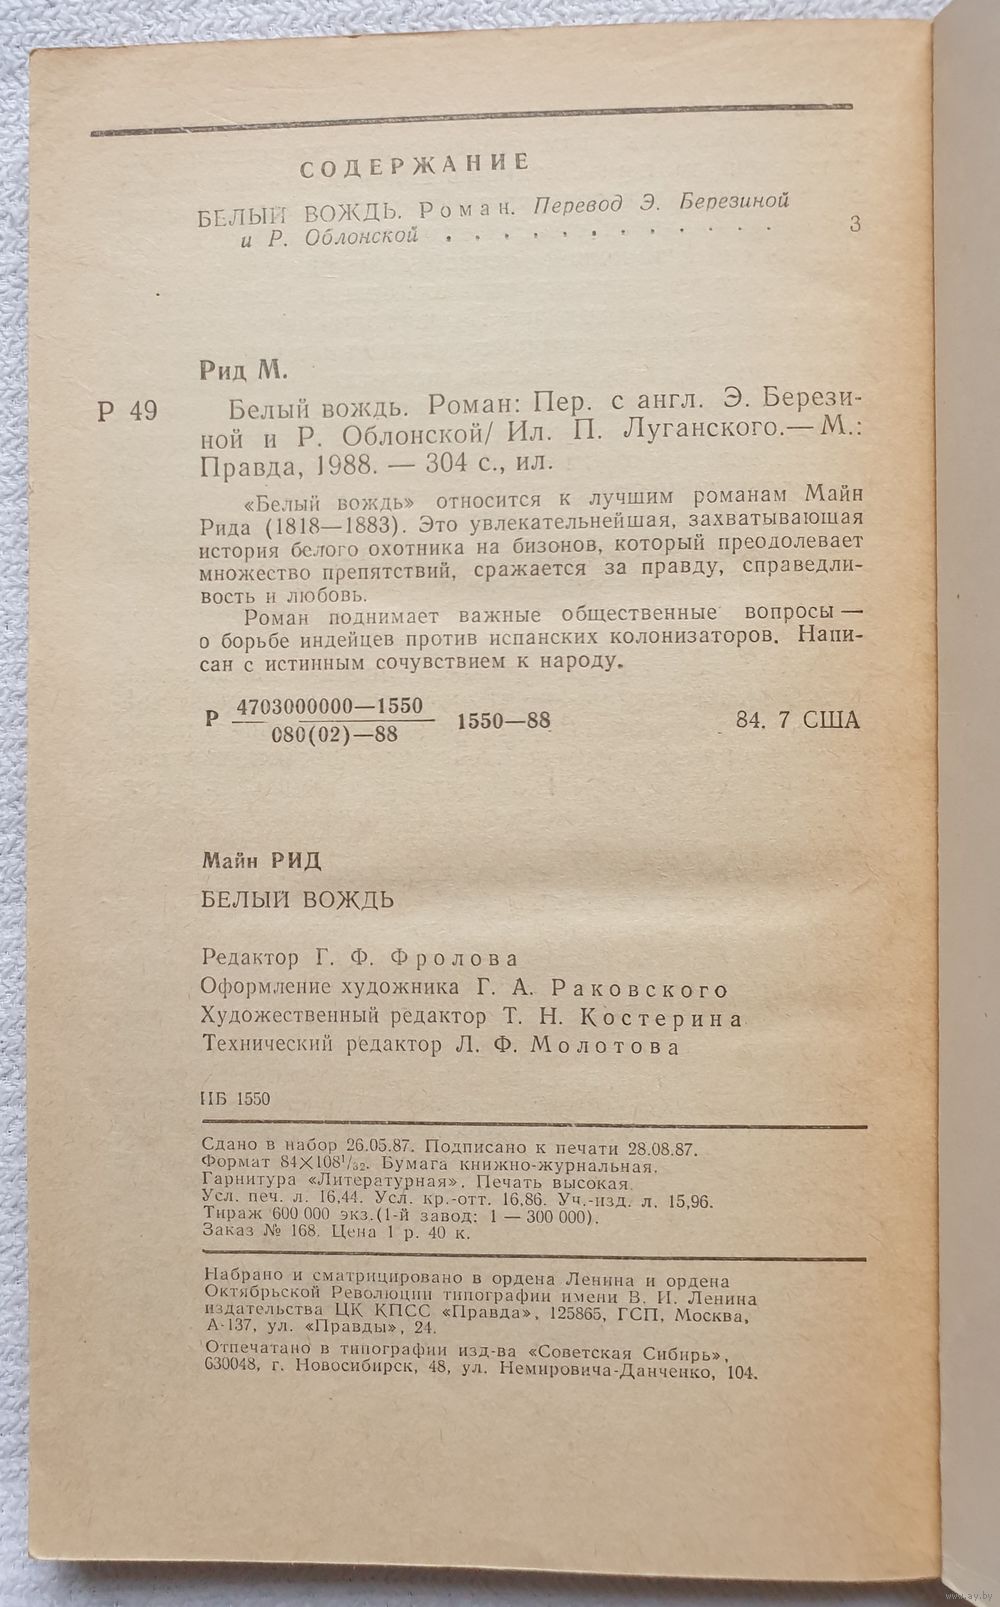 СОДЕРЖАНИЕ
БЕЛЫЙ ВОЖДЬ. Роман. Перевод Э. Березиной
и Р. Облонской . . . . . . . . . . . . 3
Рид М.
Р 49 Белый вождь. Роман: Пер. с англ. Э. Берези-
ной и Р. Облонской/ Ил. П. Луганского.— М.:
Правда, 1988. — 304 с., ил.
«Белый вождь» относится к лучшим романам Майн
Рида (1818—1883). Это увлекательнейшая, захватывающая
история белого охотника на бизонов, который преодолевает
множество препятствий, сражается за правду, справедли-
вость и любовь.
Роман поднимает важные общественные вопросы —
о борьбе индейцев против испанских колонизаторов. Напи-
сан с истинным сочувствием к народу.
4703000000—1550
Р 1550—88 84. 7 США
080(02)—88
Майн РИД
БЕЛЫЙ ВОЖДЬ
Редактор Г. Ф. Фролова
Оформление художника Г. А. Раковского
Художественный редактор Т. Н. Костерина
Технический редактор Л. Ф. Молотова
ИБ 1550
Сдано в набор 26.05.87. Подписано к печати 28.08.87.
Формат 84×108¹/₃₂. Бумага книжно-журнальная.
Гарнитура «Литературная». Печать высокая.
Усл. печ. л. 16,44. Усл. кр.-отт. 16,86. Уч.-изд. л. 15,96.
Тираж 600 000 экз.(1-й завод: 1 — 300 000).
Заказ № 168. Цена 1 р. 40 к.
Набрано и сматрицировано в ордена Ленина и ордена
Октябрьской Революции типографии имени В. И. Ленина
издательства ЦК КПСС «Правда», 125865, ГСП, Москва,
А-137, ул. «Правды», 24.
Отпечатано в типографии изд-ва «Советская Сибирь»,
630048, г. Новосибирск, 48, ул. Немировича-Данченко, 104.
www.ay.by